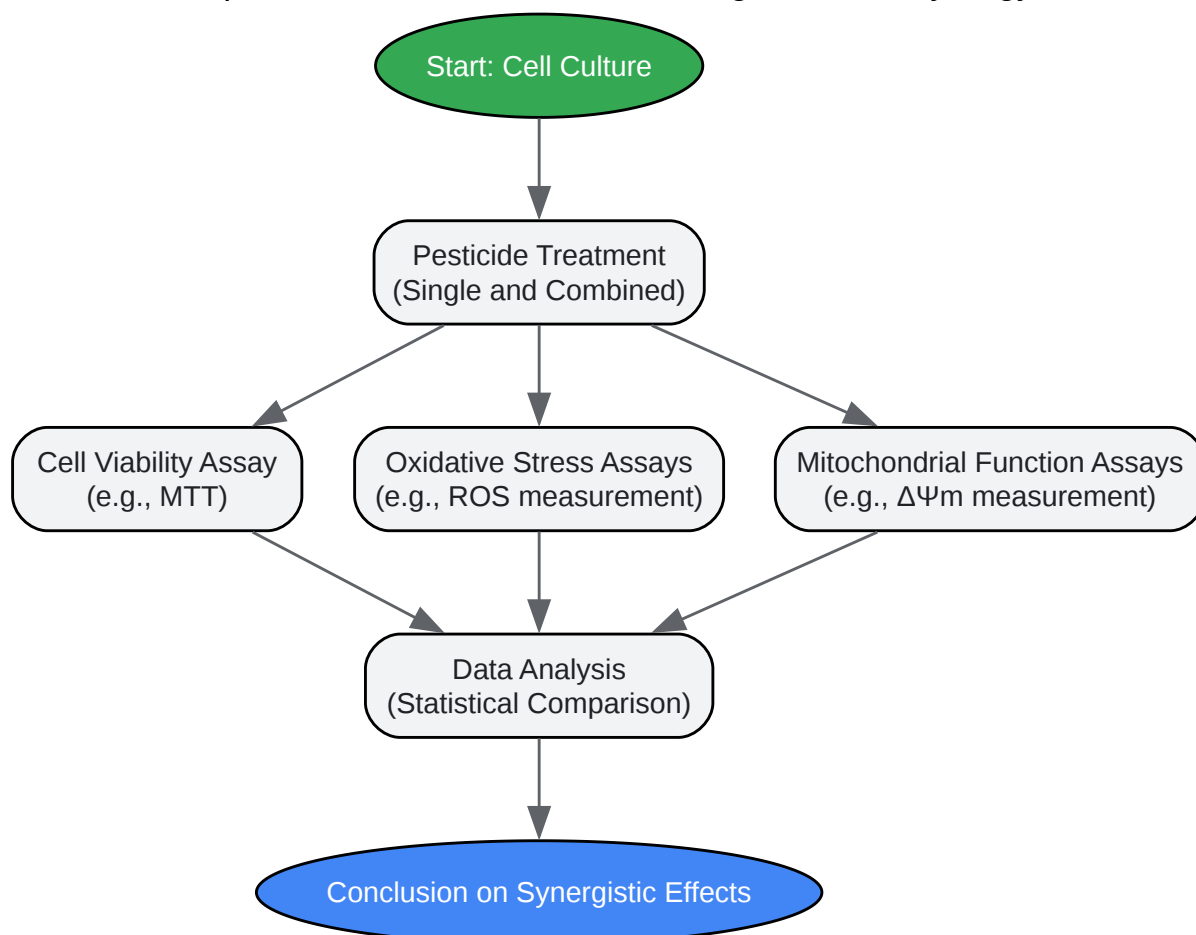 Start: Cell Culture
Pesticide Treatment
(Single and Combined)
Cell Viability Assay
(e.g., MTT)
Oxidative Stress Assays
(e.g., ROS measurement)
Mitochondrial Function Assays
(e.g., ΔΨm measurement)
Data Analysis
(Statistical Comparison)
Conclusion on Synergistic Effects